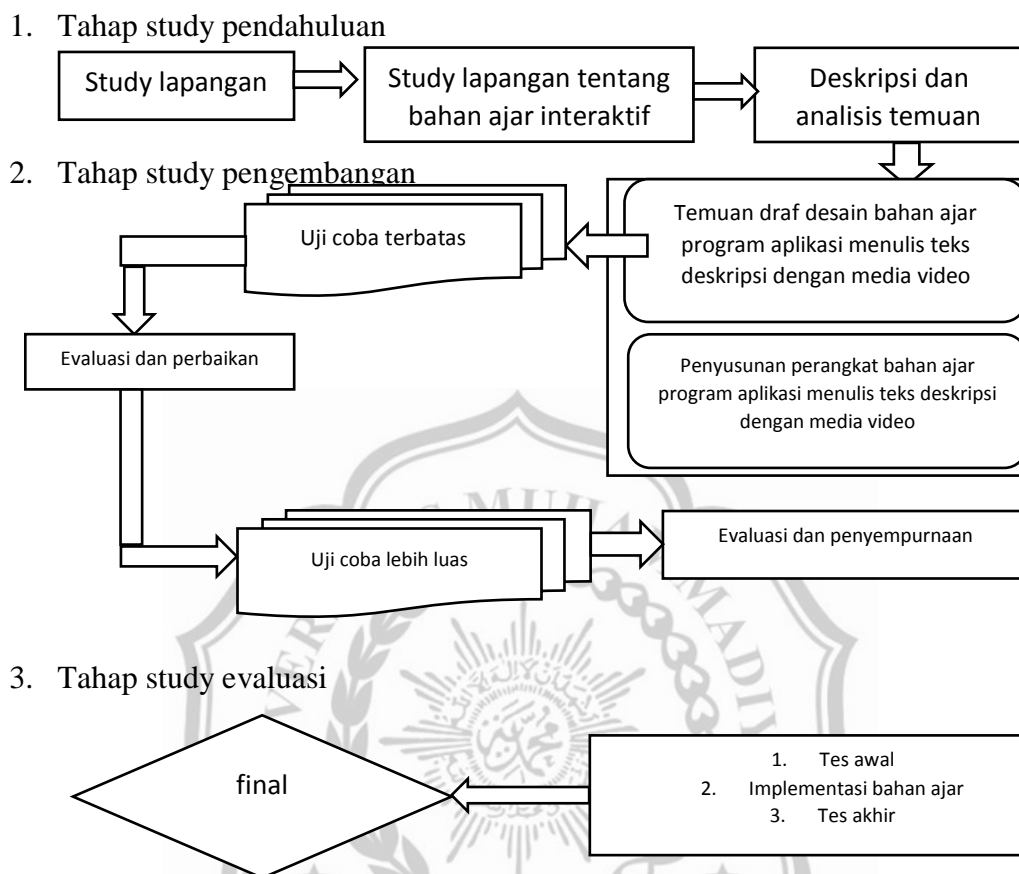 1. Tahap study pendahuluan
Study lapangan
Study lapangan tentang
bahan ajar interaktif
Deskripsi dan
analisis temuan
2. Tahap study pengembangan
Temuan draf desain bahan ajar
program aplikasi menulis teks
deskripsi dengan media video
Uji coba terbatas
Evaluasi dan perbaikan
Penyusunan perangkat bahan ajar
program aplikasi menulis teks deskripsi
dengan media video
Uji coba lebih luas
Evaluasi dan penyempurnaan
3. Tahap study evaluasi
final
1. Tes awal
2. Implementasi bahan ajar
3. Tes akhir